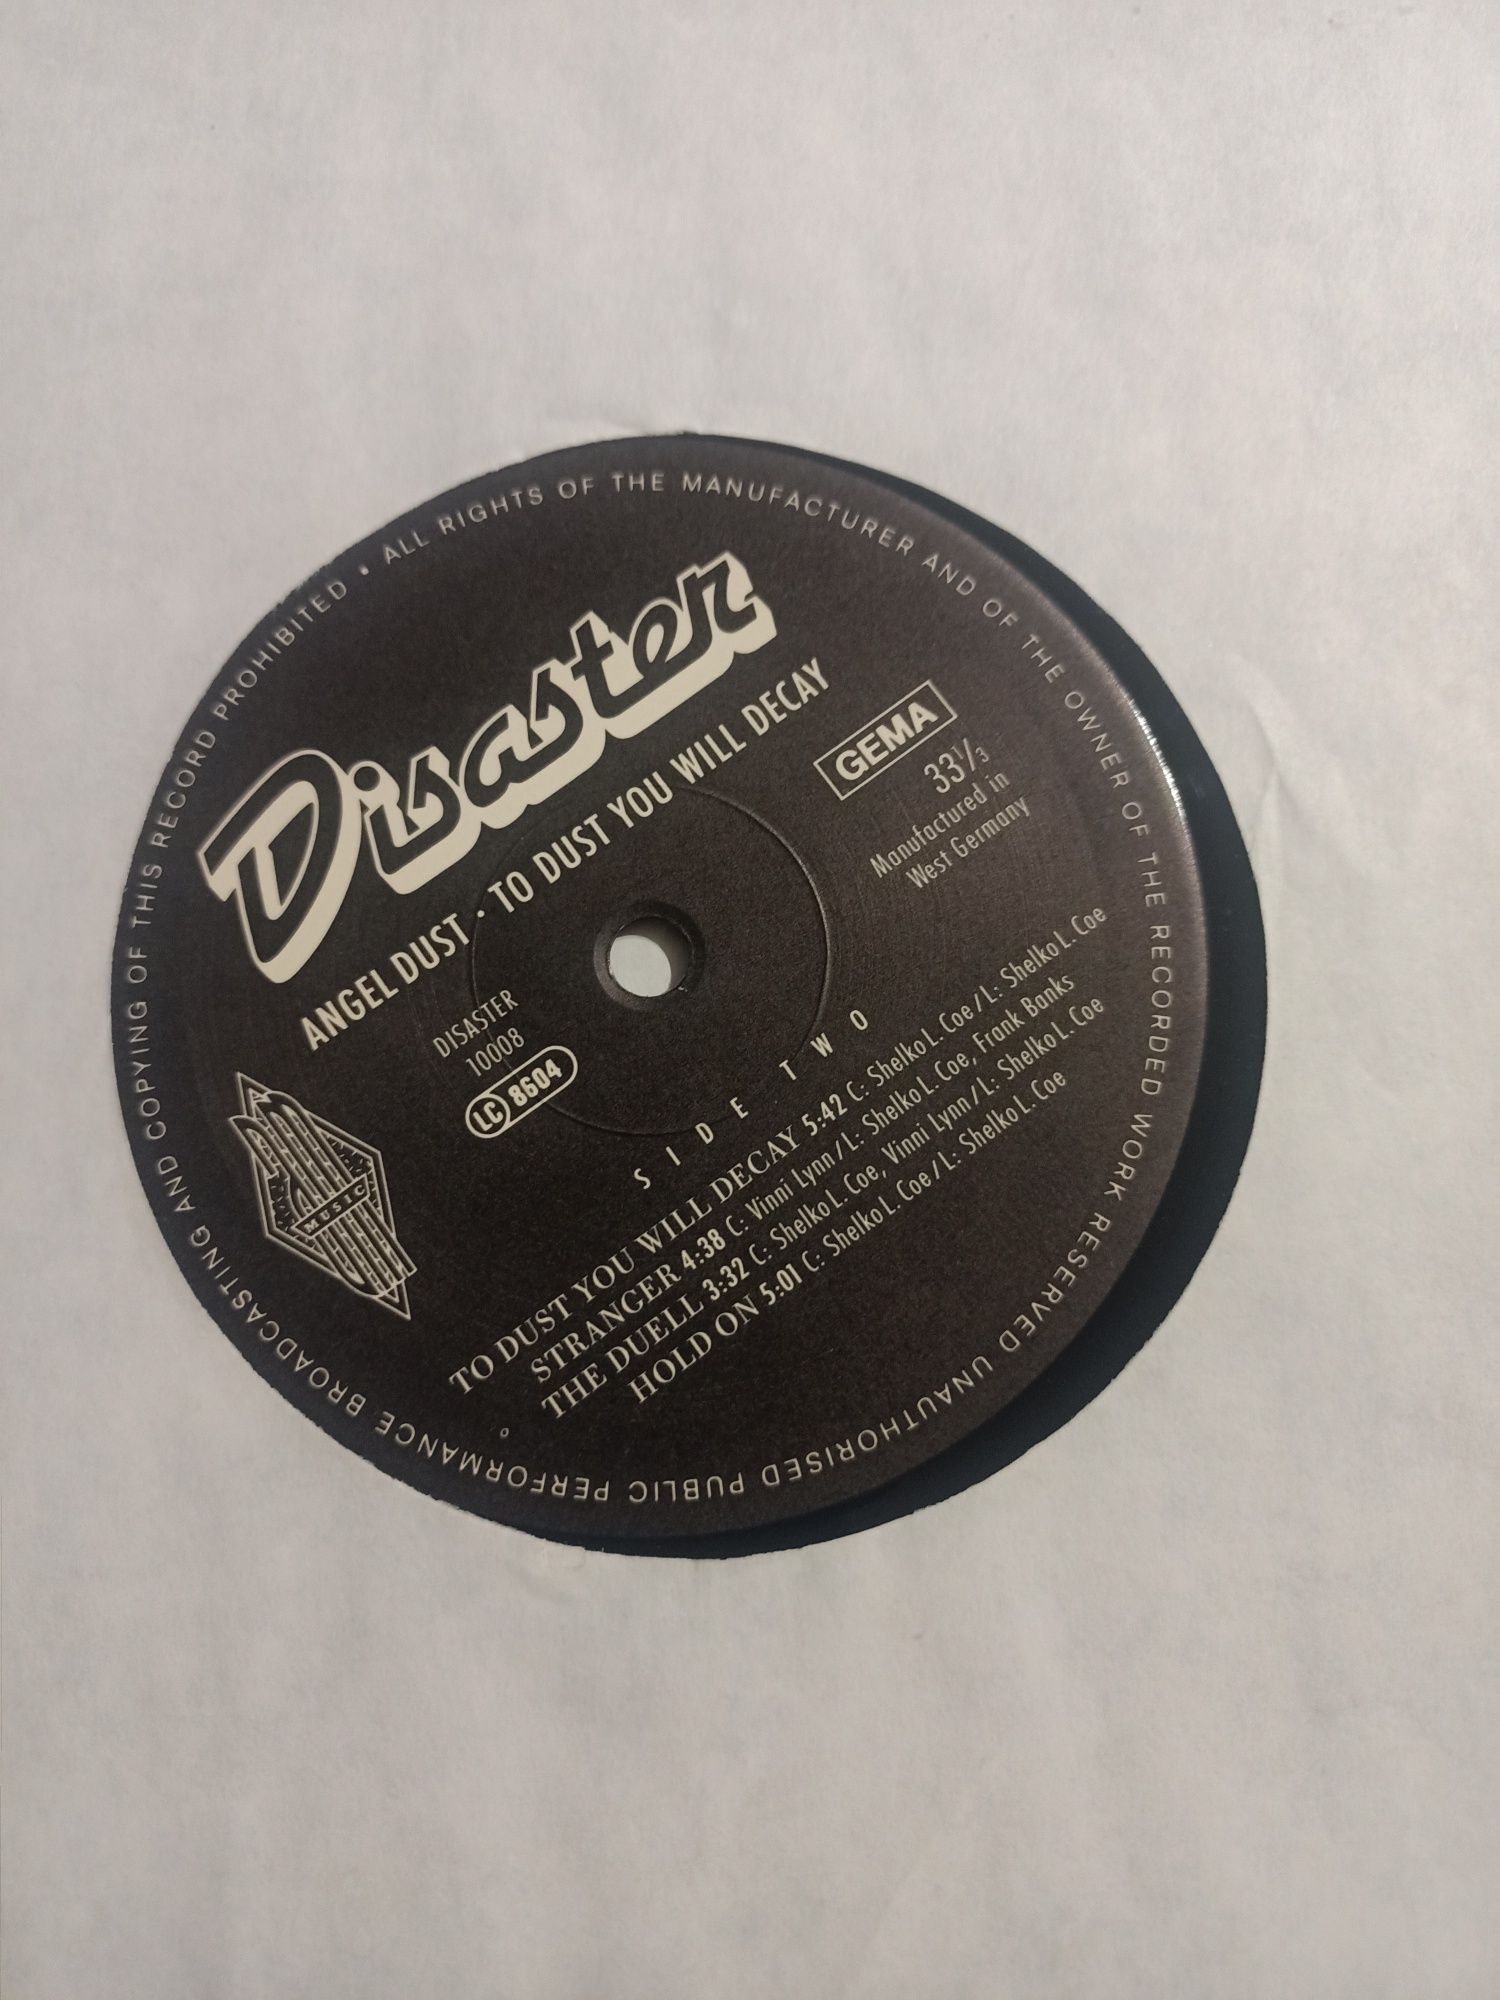 Disaster
ANGEL DUST · TO DUST YOU WILL DECAY
GEMA
33⅓
Manufactured in
West Germany
DISASTER
10008
LC 8604
MUSIC
SIDE TWO
TO DUST YOU WILL DECAY 5:42 C: Shelko L. Coe / L: Shelko L. Coe
STRANGER 4:38 C: Vinni Lynn / L: Shelko L. Coe, Frank Banks
THE DUELL 3:32 C: Shelko L. Coe, Vinni Lynn / L: Shelko L. Coe
HOLD ON 5:01 C: Shelko L. Coe / L: Shelko L. Coe
ALL RIGHTS OF THE MANUFACTURER AND OF THE OWNER OF THE RECORDED WORK RESERVED UNAUTHORISED PUBLIC PERFORMANCE BROADCASTING AND COPYING OF THIS RECORD PROHIBITED •